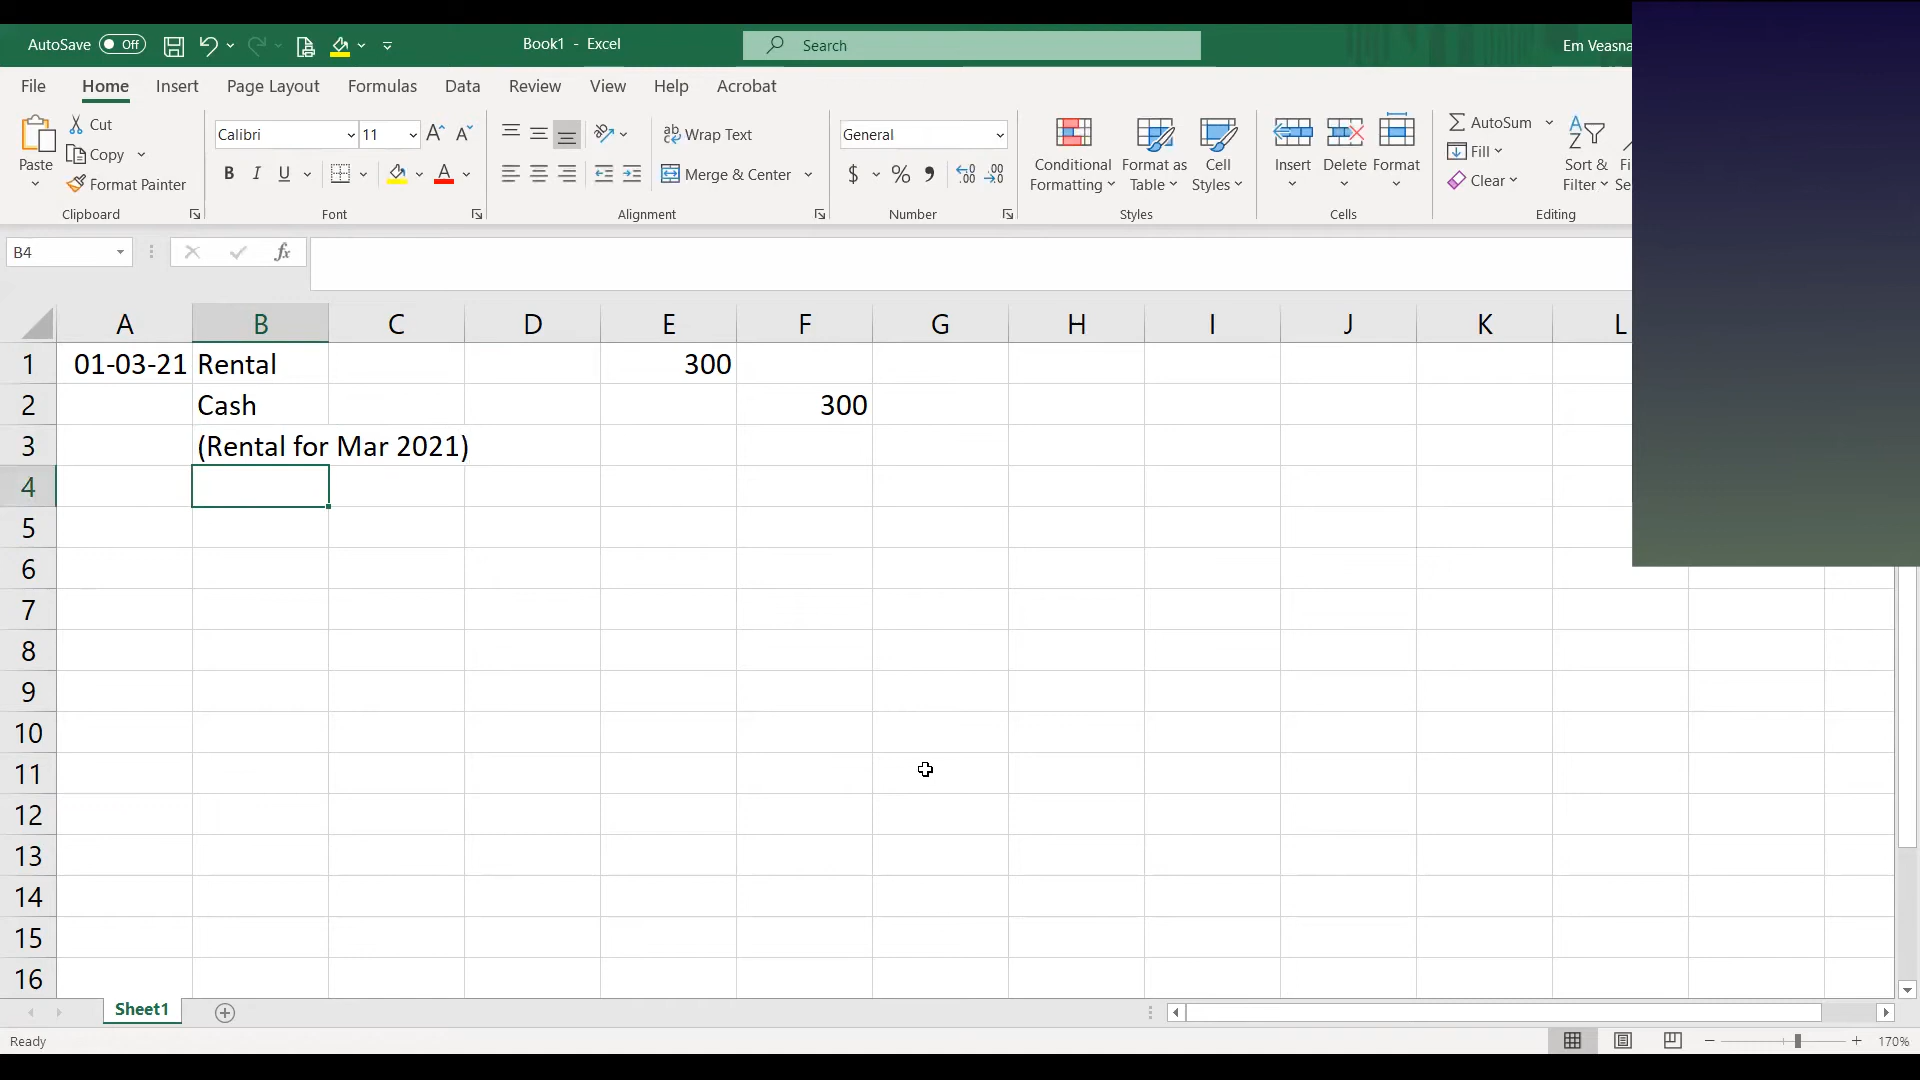 AutoSave Off Book1 - Excel Search Em Veasna
File Home Insert Page Layout Formulas Data Review View Help Acrobat
Paste Cut Copy Format Painter Clipboard
Calibri 11 B I U A Font
ab Wrap Text Merge & Center Alignment
General $ % Number
Conditional Formatting Format as Table Cell Styles Styles
Insert Delete Format Cells
AutoSum Fill Clear Sort & Filter Editing
B4 fx
A B C D E F G H I J K L
1 01-03-21 Rental 300
2 Cash 300
3 (Rental for Mar 2021)
4
5
6
7
8
9
10
11
12
13
14
15
16
Sheet1
Ready 170%